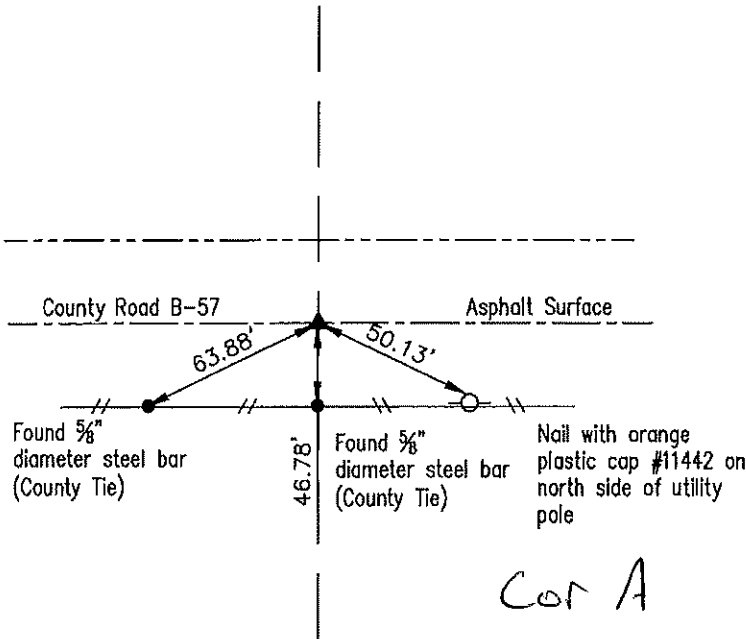 County Road B-57
Asphalt Surface
63.88'
50.13'
46.78'
Found 5/8"
diameter steel bar
(County Tie)
Found 5/8"
diameter steel bar
(County Tie)
Nail with orange
plastic cap #11442 on
north side of utility
pole
Cor A